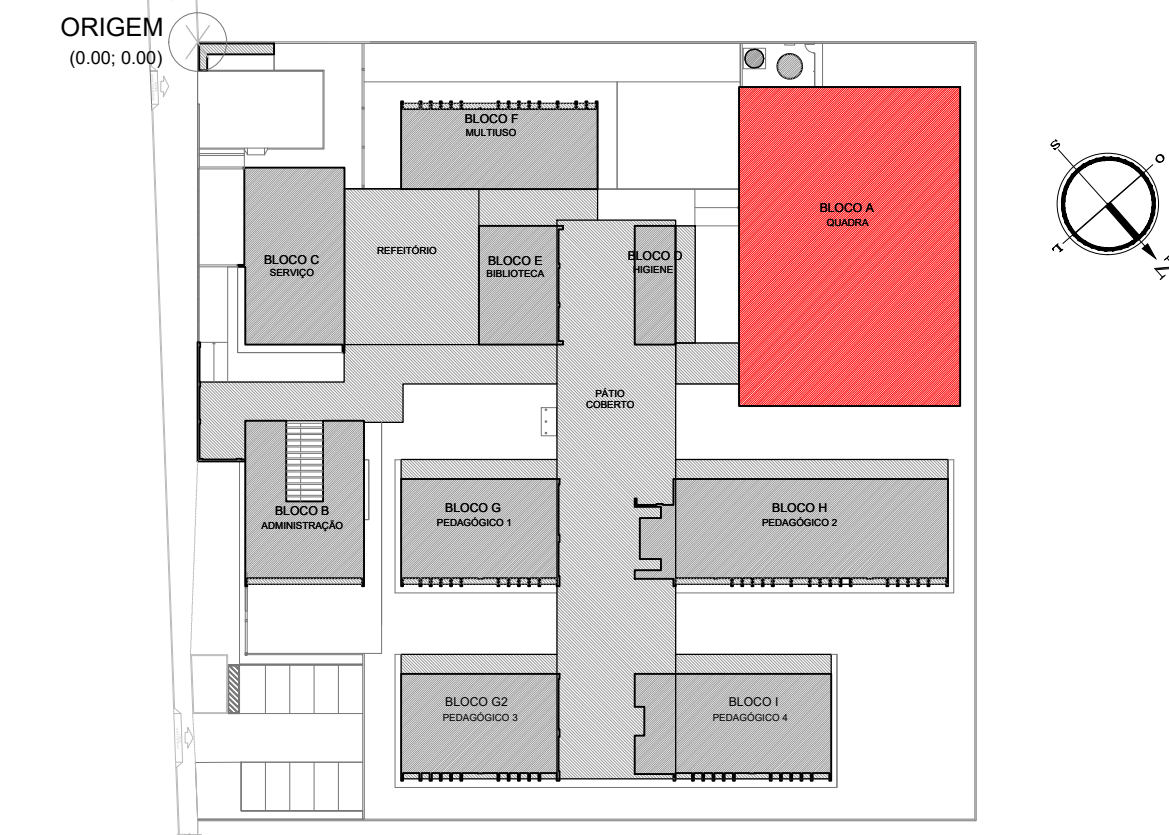 ORIGEM
(0.00; 0.00)
BLOCO F
MULTIUSO
BLOCO A
QUADRA
S
O
L
N
REFEITÓRIO
BLOCO C
SERVIÇO
BLOCO E
BIBLIOTECA
BLOCO D
HIGIENE
PÁTIO
COBERTO
BLOCO B
ADMINISTRAÇÃO
BLOCO G
PEDAGÓGICO 1
BLOCO H
PEDAGÓGICO 2
BLOCO G2
PEDAGÓGICO 3
BLOCO I
PEDAGÓGICO 4